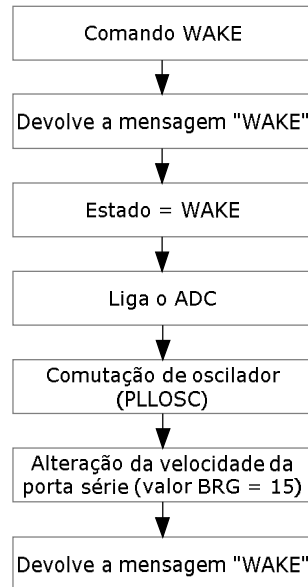 Comando WAKE
Devolve a mensagem "WAKE"
Estado = WAKE
Liga o ADC
Comutação de oscilador
(PLLOSC)
Alteração da velocidade da
porta série (valor BRG = 15)
Devolve a mensagem "WAKE"